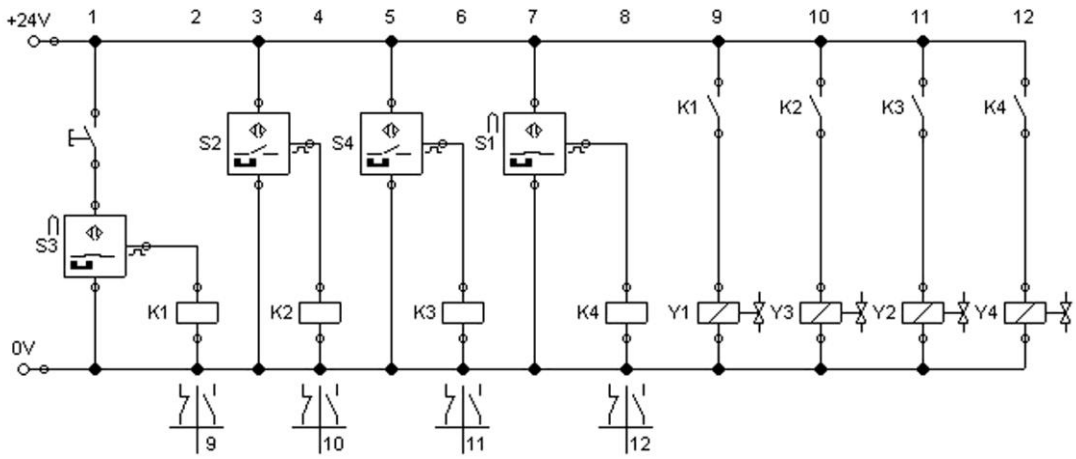 +24V 1 2 3 4 5 6 7 8 9 10 11 12
K1 K2 K3 K4
S2 S4 S1
S3
K1 K2 K3 K4 Y1 Y3 Y2 Y4
0V
9 10 11 12